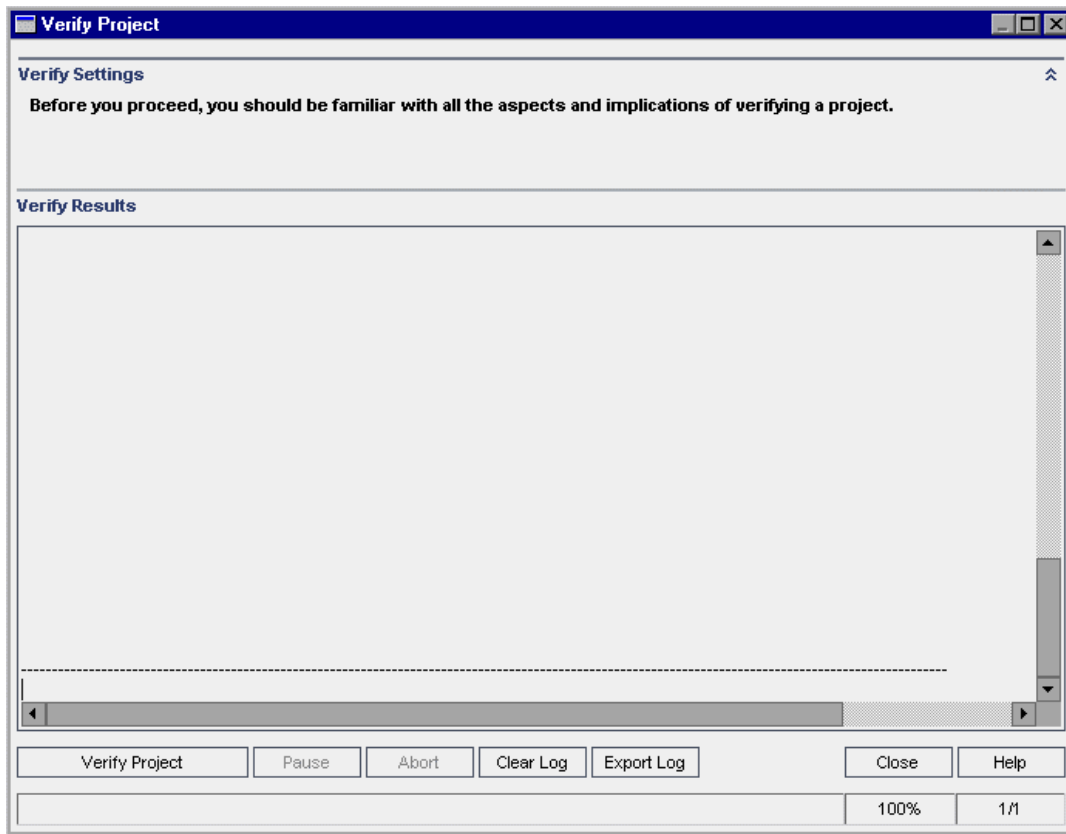 Verify Project
Verify Settings
Before you proceed, you should be familiar with all the aspects and implications of verifying a project.
Verify Results
--------------------------------------------------------------------------------------------------------------------------------------------------------
Verify Project Pause Abort Clear Log Export Log Close Help
100% 1/1